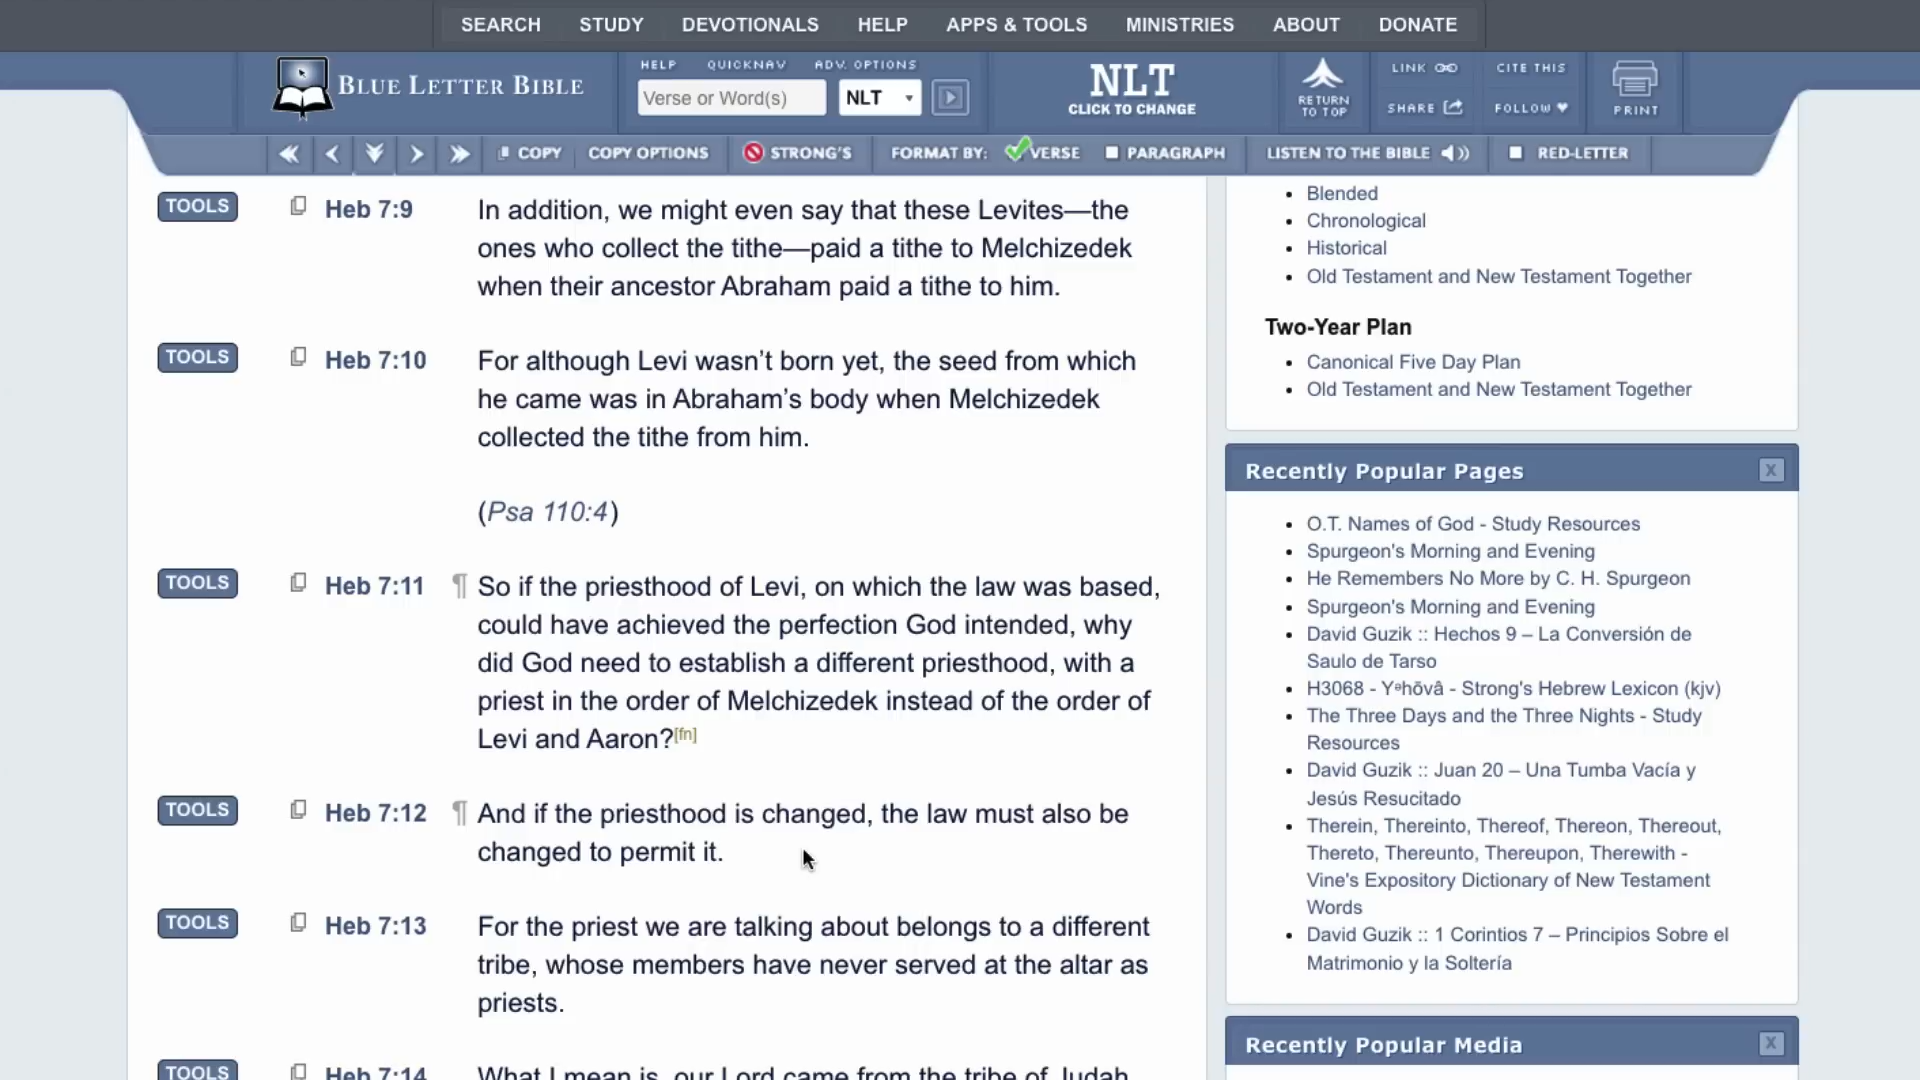 SEARCH STUDY DEVOTIONALS HELP APPS & TOOLS MINISTRIES ABOUT DONATE
BLUE LETTER BIBLE
HELP QUICKNAV ADV. OPTIONS
Verse or Word(s) NLT
NLT
CLICK TO CHANGE
RETURN
TO TOP
LINK
SHARE
CITE THIS
FOLLOW
PRINT
COPY COPY OPTIONS STRONG'S FORMAT BY: VERSE PARAGRAPH LISTEN TO THE BIBLE RED-LETTER
TOOLS Heb 7:9 In addition, we might even say that these Levites—the
ones who collect the tithe—paid a tithe to Melchizedek
when their ancestor Abraham paid a tithe to him.
TOOLS Heb 7:10 For although Levi wasn’t born yet, the seed from which
he came was in Abraham’s body when Melchizedek
collected the tithe from him.
(Psa 110:4)
TOOLS Heb 7:11 ¶ So if the priesthood of Levi, on which the law was based,
could have achieved the perfection God intended, why
did God need to establish a different priesthood, with a
priest in the order of Melchizedek instead of the order of
Levi and Aaron?[fn]
TOOLS Heb 7:12 ¶ And if the priesthood is changed, the law must also be
changed to permit it.
TOOLS Heb 7:13 For the priest we are talking about belongs to a different
tribe, whose members have never served at the altar as
priests.
TOOLS Heb 7:14 What I mean is, our Lord came from the tribe of Judah,
• Blended
• Chronological
• Historical
• Old Testament and New Testament Together
Two-Year Plan
• Canonical Five Day Plan
• Old Testament and New Testament Together
Recently Popular Pages X
• O.T. Names of God - Study Resources
• Spurgeon's Morning and Evening
• He Remembers No More by C. H. Spurgeon
• Spurgeon's Morning and Evening
• David Guzik :: Hechos 9 – La Conversión de
Saulo de Tarso
• H3068 - Yᵊhōvâ - Strong's Hebrew Lexicon (kjv)
• The Three Days and the Three Nights - Study
Resources
• David Guzik :: Juan 20 – Una Tumba Vacía y
Jesús Resucitado
• Therein, Thereinto, Thereof, Thereon, Thereout,
Thereto, Thereunto, Thereupon, Therewith -
Vine's Expository Dictionary of New Testament
Words
• David Guzik :: 1 Corintios 7 – Principios Sobre el
Matrimonio y la Soltería
Recently Popular Media X